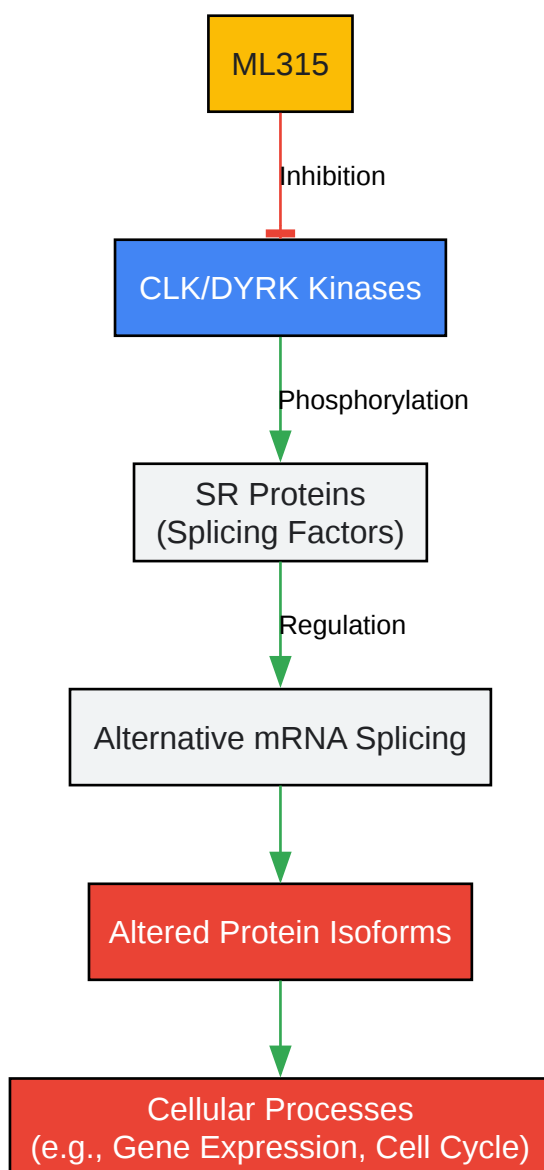 ML315
Inhibition
CLK/DYRK Kinases
Phosphorylation
SR Proteins
(Splicing Factors)
Regulation
Alternative mRNA Splicing
Altered Protein Isoforms
Cellular Processes
(e.g., Gene Expression, Cell Cycle)